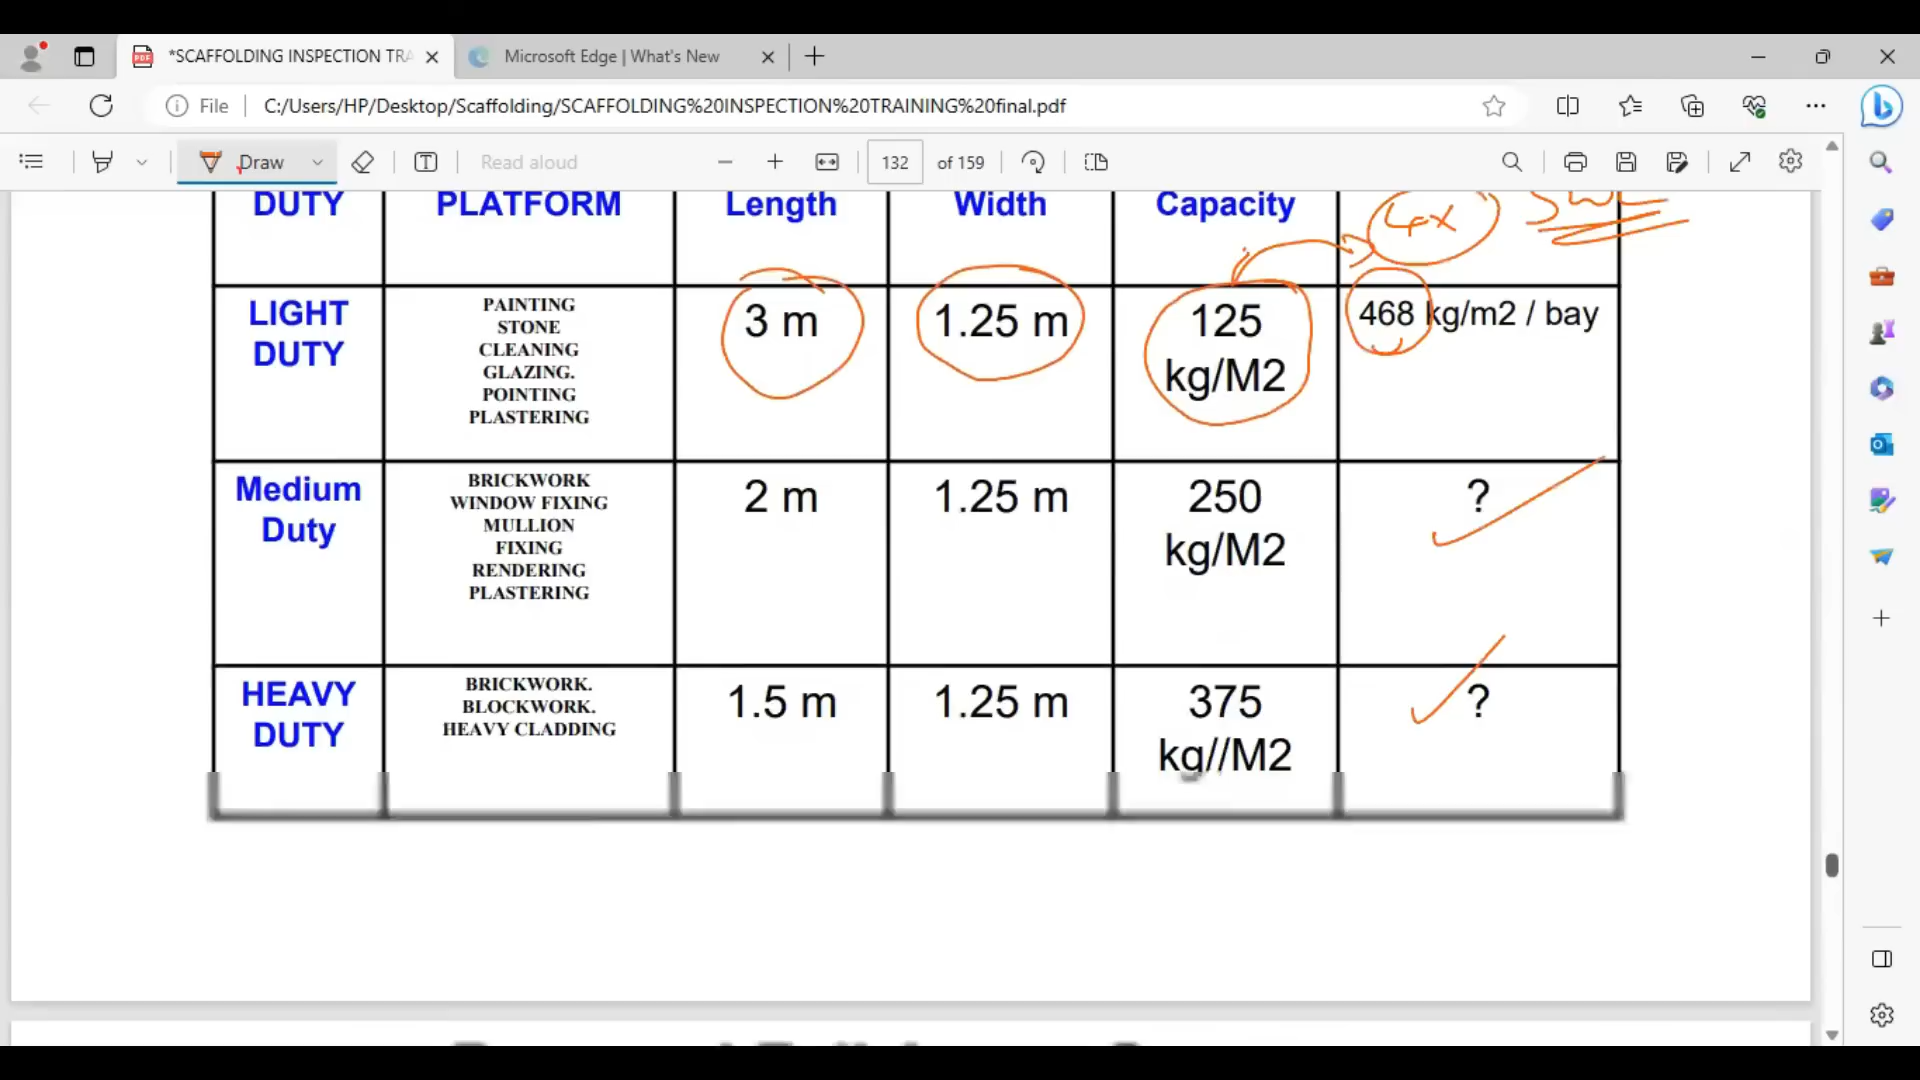 *SCAFFOLDING INSPECTION TRA
Microsoft Edge | What's New
File
C:/Users/HP/Desktop/Scaffolding/SCAFFOLDING%20INSPECTION%20TRAINING%20final.pdf
Draw
Read aloud
132
of 159
DUTY
PLATFORM
Length
Width
Capacity
4x
SWL
LIGHT
DUTY
PAINTING
STONE
CLEANING
GLAZING.
POINTING
PLASTERING
3 m
1.25 m
125
kg/M2
468 kg/m2 / bay
Medium
Duty
BRICKWORK
WINDOW FIXING
MULLION
FIXING
RENDERING
PLASTERING
2 m
1.25 m
250
kg/M2
?
HEAVY
DUTY
BRICKWORK.
BLOCKWORK.
HEAVY CLADDING
1.5 m
1.25 m
375
kg//M2
?